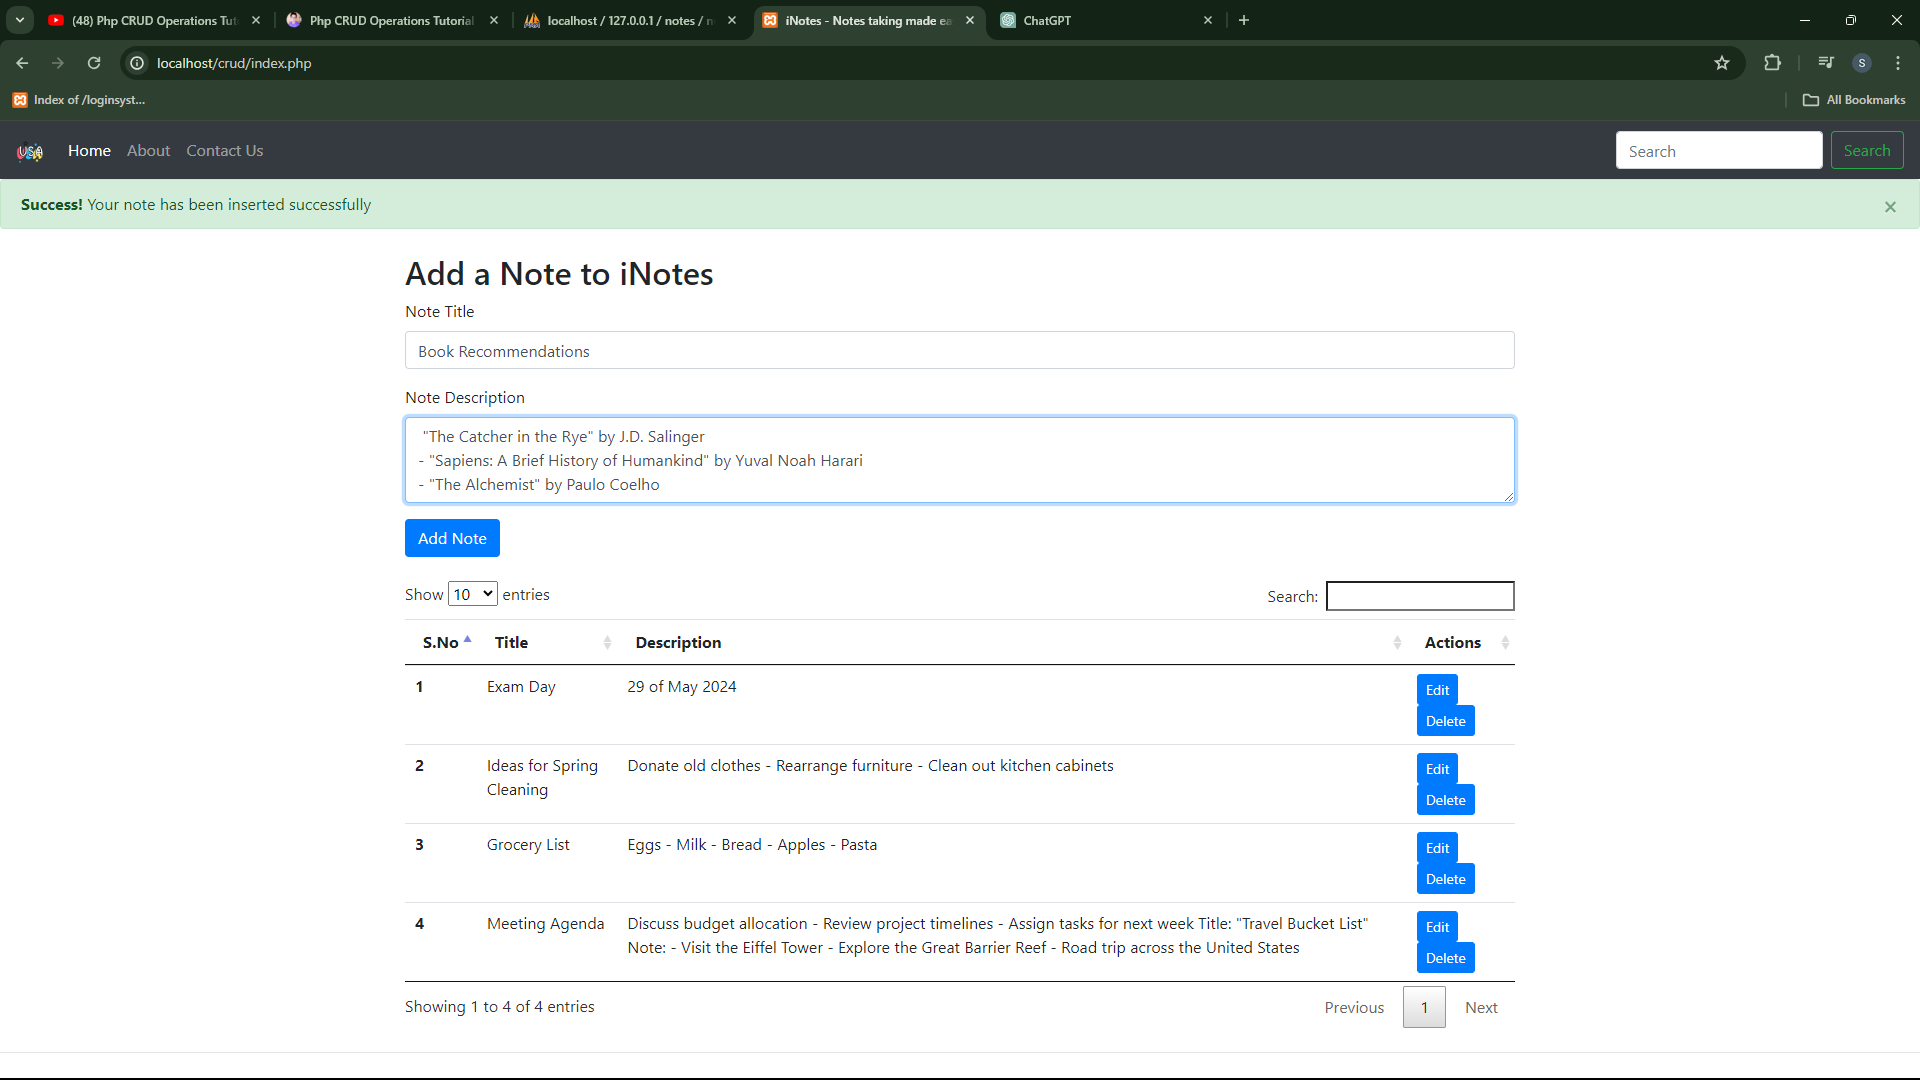 (48) Php CRUD Operations Tut
Php CRUD Operations Tutorial
localhost / 127.0.0.1 / notes / n
iNotes - Notes taking made ea
ChatGPT
localhost/crud/index.php
S
Index of /loginsyst...
All Bookmarks
USA
Home
About
Contact Us
Search
Search
Success! Your note has been inserted successfully
×
Add a Note to iNotes
Note Title
Book Recommendations
Note Description
"The Catcher in the Rye" by J.D. Salinger
- "Sapiens: A Brief History of Humankind" by Yuval Noah Harari
- "The Alchemist" by Paulo Coelho
Add Note
Show 10 entries
Search:
S.No Title Description Actions
1 Exam Day 29 of May 2024 Edit
Delete
2 Ideas for Spring Donate old clothes - Rearrange furniture - Clean out kitchen cabinets Edit
Cleaning Delete
3 Grocery List Eggs - Milk - Bread - Apples - Pasta Edit
Delete
4 Meeting Agenda Discuss budget allocation - Review project timelines - Assign tasks for next week Title: "Travel Bucket List" Edit
Note: - Visit the Eiffel Tower - Explore the Great Barrier Reef - Road trip across the United States Delete
Showing 1 to 4 of 4 entries
Previous 1 Next